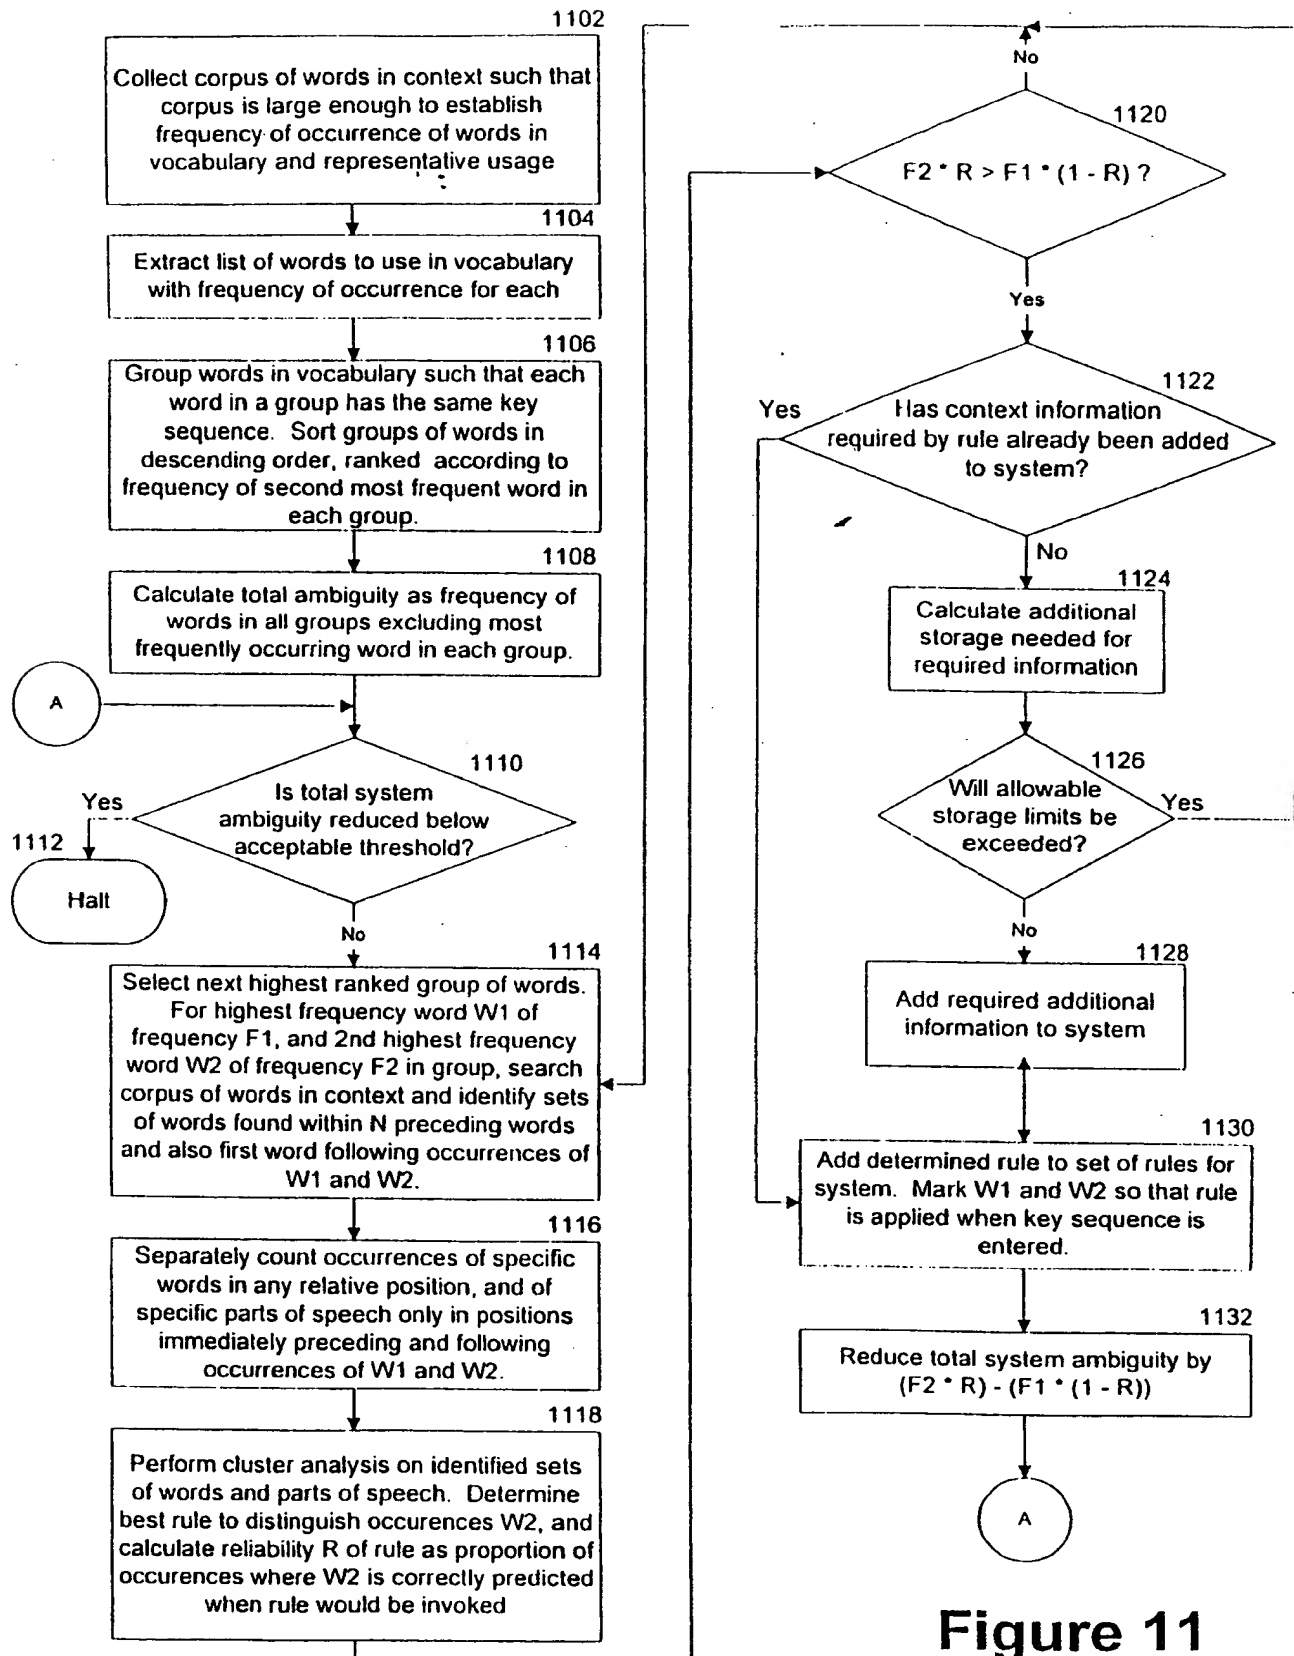 1102
Collect corpus of words in context such that
corpus is large enough to establish
frequency of occurrence of words in
vocabulary and representative usage
1104
Extract list of words to use in vocabulary
with frequency of occurrence for each
1106
Group words in vocabulary such that each
word in a group has the same key
sequence. Sort groups of words in
descending order, ranked according to
frequency of second most frequent word in
each group.
1108
Calculate total ambiguity as frequency of
words in all groups excluding most
frequently occurring word in each group.
A
1110
Is total system
ambiguity reduced below
acceptable threshold?
Yes
1112
Halt
No
1114
Select next highest ranked group of words.
For highest frequency word W1 of
frequency F1, and 2nd highest frequency
word W2 of frequency F2 in group, search
corpus of words in context and identify sets
of words found within N preceding words
and also first word following occurrences of
W1 and W2.
1116
Separately count occurrences of specific
words in any relative position, and of
specific parts of speech only in positions
immediately preceding and following
occurrences of W1 and W2.
1118
Perform cluster analysis on identified sets
of words and parts of speech. Determine
best rule to distinguish occurences W2, and
calculate reliability R of rule as proportion of
occurences where W2 is correctly predicted
when rule would be invoked
No
1120
F2 * R > F1 * (1 - R) ?
Yes
1122
Yes
Has context information
required by rule already been added
to system?
No
1124
Calculate additional
storage needed for
required information
1126
Will allowable
storage limits be
exceeded?
Yes
No
1128
Add required additional
information to system
1130
Add determined rule to set of rules for
system. Mark W1 and W2 so that rule
is applied when key sequence is
entered.
1132
Reduce total system ambiguity by
(F2 * R) - (F1 * (1 - R))
A
Figure 11